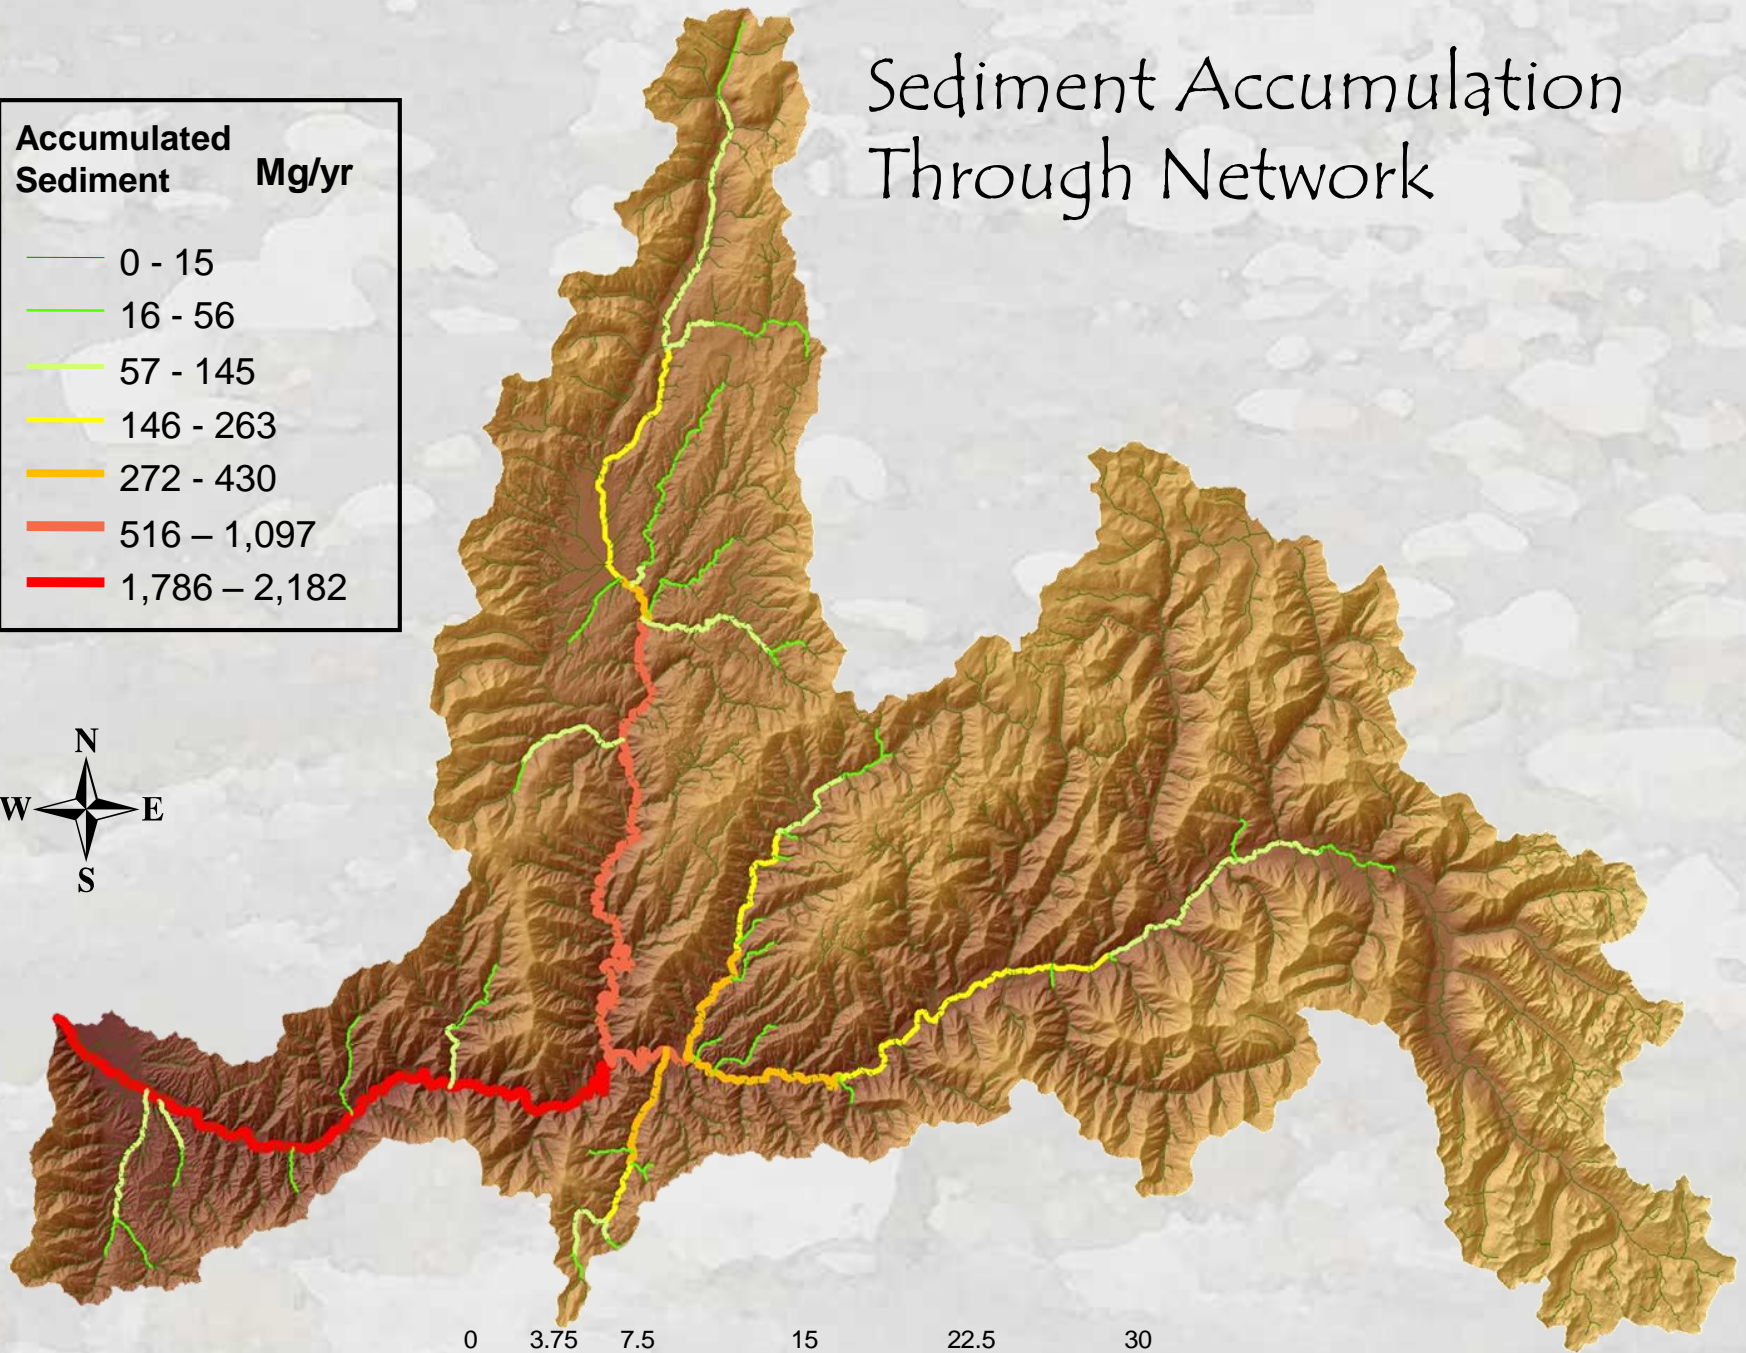 Sediment Accumulation
Through Network
Accumulated
Sediment Mg/yr
0 - 15
16 - 56
57 - 145
146 - 263
272 - 430
516 – 1,097
1,786 – 2,182
N
W E
S
0 3.75 7.5 15 22.5 30